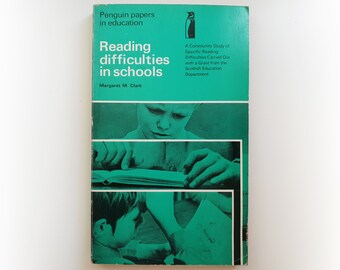 Penguin papers
in education
Reading
difficulties
in schools
Margaret M. Clark
A Community Study of
Specific Reading
Difficulties Carried Out
with a Grant from the
Scottish Education
Department